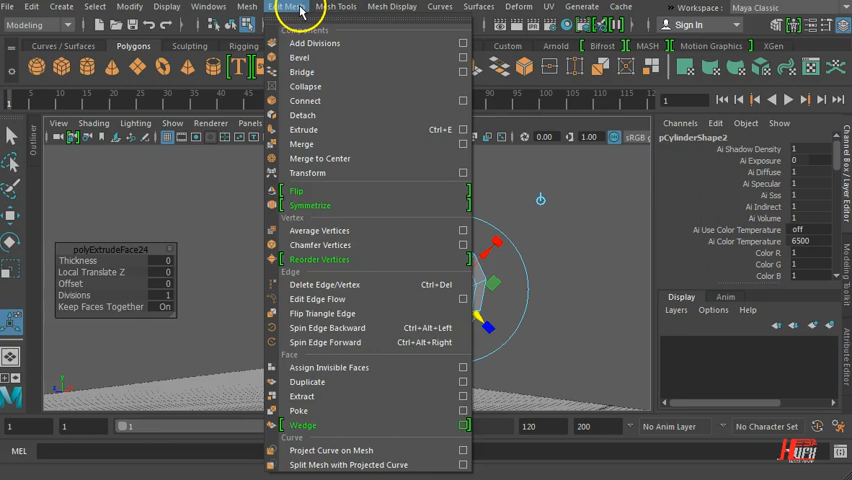 File Create Select Modify Display Windows Mesh Edit Mesh Mesh Tools Mesh Display Curves Surfaces Deform UV Generate Cache
Workspace: Maya Classic
Modeling
Sign In
Curves / Surfaces Polygons
Custom Arnold Bifrost MASH Motion Graphics XGen
Components
Add Divisions
Bevel
Bridge
Collapse
Connect
Detach
Extrude Ctrl+E
Merge
Merge to Center
Transform
Flip
Symmetrize
Vertex
Average Vertices
Chamfer Vertices
Reorder Vertices
Edge
Delete Edge/Vertex Ctrl+Del
Edit Edge Flow
Flip Triangle Edge
Spin Edge Backward Ctrl+Alt+Left
Spin Edge Forward Ctrl+Alt+Right
Face
Assign Invisible Faces
Duplicate
Extract
Poke
Wedge
Curve
Project Curve on Mesh
Split Mesh with Projected Curve
View Shading Lighting Show Renderer Panels
0.00 1.00 sRGB
Outliner
polyExtrudeFace24
Thickness 0
Local Translate Z 0
Offset 0
Divisions 1
Keep Faces Together On
Channels Edit Object Show
pCylinderShape2
Ai Shadow Density 1
Ai Exposure 0
Ai Diffuse 1
Ai Specular 1
Ai Sss 1
Ai Indirect 1
Ai Volume 1
Ai Use Color Temperature off
Ai Color Temperature 6500
Color R 1
Color G 1
Color B 1
Display Anim
Layers Options Help
Channel Box / Layer Editor
Attribute Editor
1 1 1 120 200 No Anim Layer No Character Set
MEL